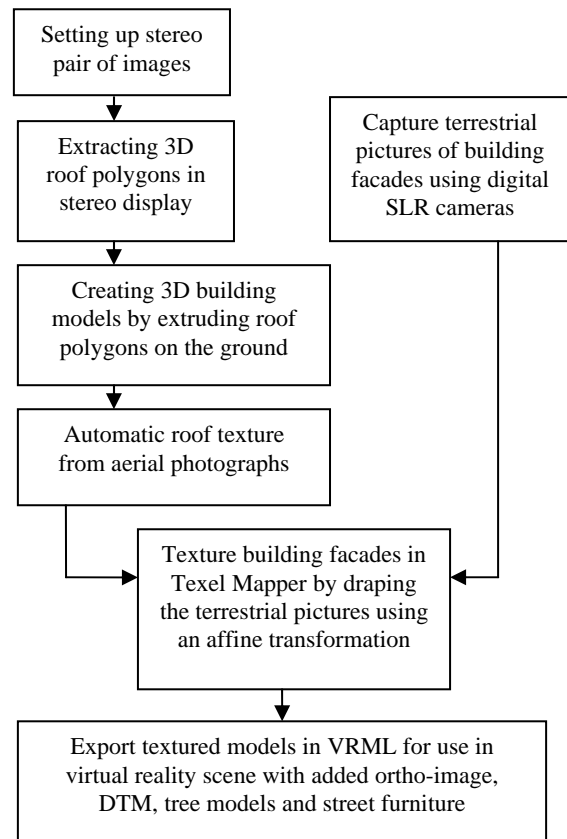 Setting up stereo
pair of images
Extracting 3D
roof polygons in
stereo display
Capture terrestrial
pictures of building
facades using digital
SLR cameras
Creating 3D building
models by extruding roof
polygons on the ground
Automatic roof texture
from aerial photographs
Texture building facades in
Texel Mapper by draping
the terrestrial pictures using
an affine transformation
Export textured models in VRML for use in
virtual reality scene with added ortho-image,
DTM, tree models and street furniture